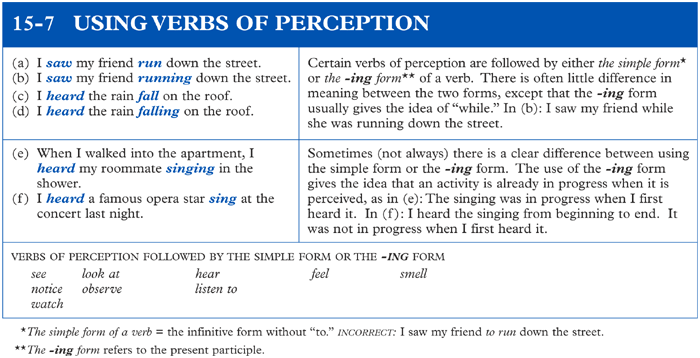 15-7 USING VERBS OF PERCEPTION
(a) I saw my friend run down the street.
(b) I saw my friend running down the street.
(c) I heard the rain fall on the roof.
(d) I heard the rain falling on the roof.
Certain verbs of perception are followed by either the simple form*
or the -ing form** of a verb. There is often little difference in
meaning between the two forms, except that the -ing form
usually gives the idea of “while.” In (b): I saw my friend while
she was running down the street.
(e) When I walked into the apartment, I
heard my roommate singing in the
shower.
(f) I heard a famous opera star sing at the
concert last night.
Sometimes (not always) there is a clear difference between using
the simple form or the -ing form. The use of the -ing form
gives the idea that an activity is already in progress when it is
perceived, as in (e): The singing was in progress when I first
heard it. In (f): I heard the singing from beginning to end. It
was not in progress when I first heard it.
VERBS OF PERCEPTION FOLLOWED BY THE SIMPLE FORM OR THE -ING FORM
see look at hear feel smell
notice observe listen to
watch
*The simple form of a verb = the infinitive form without “to.” INCORRECT: I saw my friend to run down the street.
**The -ing form refers to the present participle.